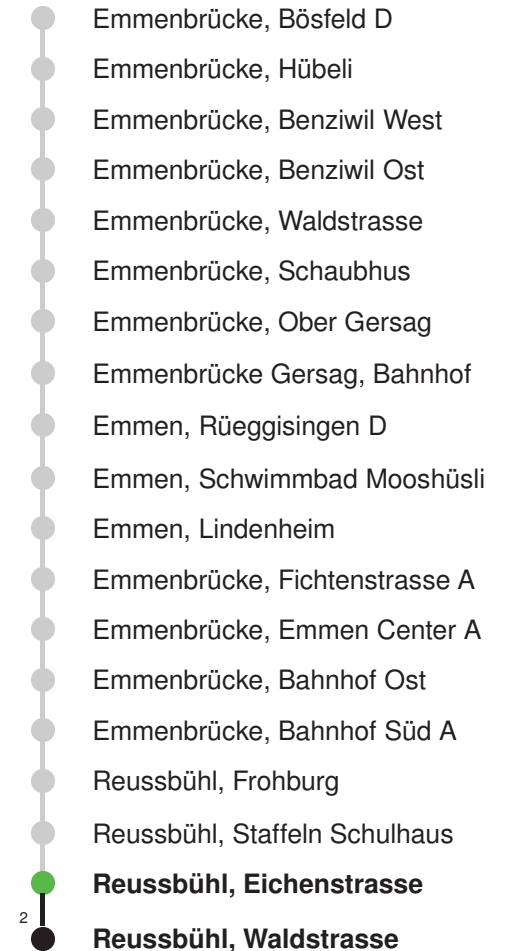 Emmenbrücke, Bösfeld D
Emmenbrücke, Hübeli
Emmenbrücke, Benziwil West
Emmenbrücke, Benziwil Ost
Emmenbrücke, Waldstrasse
Emmenbrücke, Schaubhus
Emmenbrücke, Ober Gersag
Emmenbrücke Gersag, Bahnhof
Emmen, Rüeggisingen D
Emmen, Schwimmbad Mooshüsli
Emmen, Lindenheim
Emmenbrücke, Fichtenstrasse A
Emmenbrücke, Emmen Center A
Emmenbrücke, Bahnhof Ost
Emmenbrücke, Bahnhof Süd A
Reussbühl, Frohburg
Reussbühl, Staffeln Schulhaus
Reussbühl, Eichenstrasse
2
Reussbühl, Waldstrasse